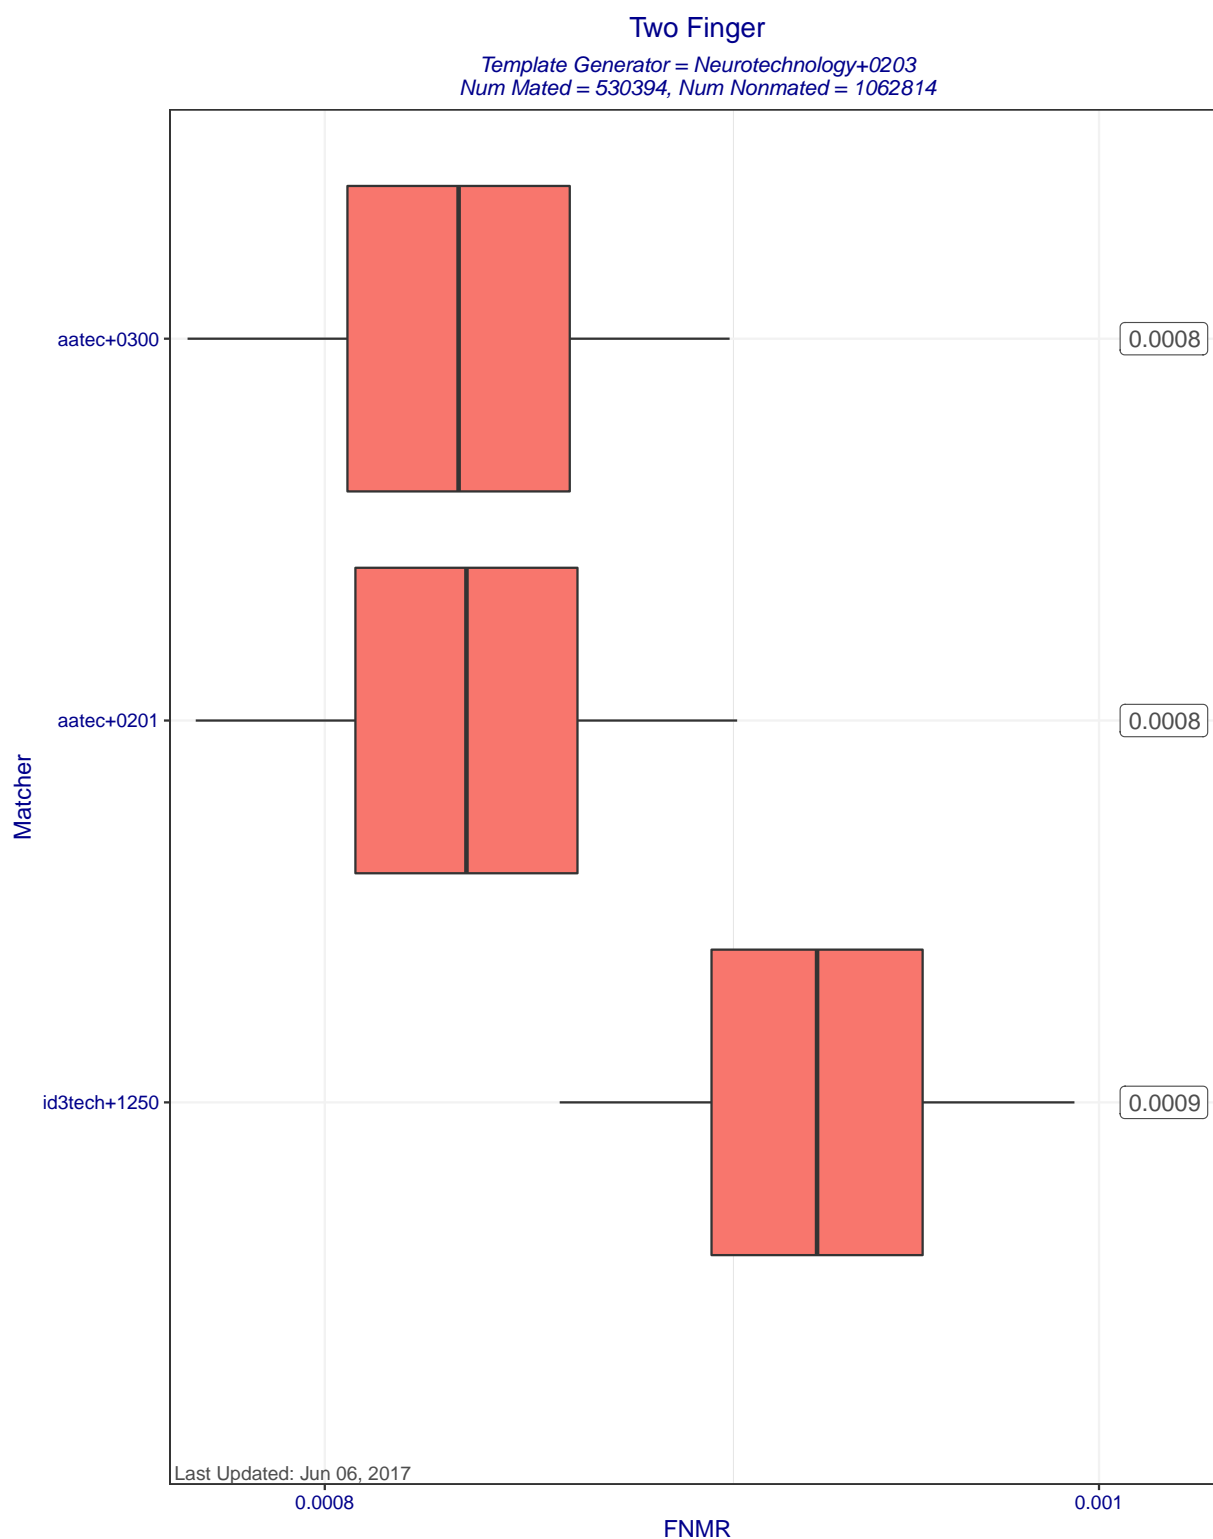 Two Finger
Template Generator = Neurotechnology+0203
Num Mated = 530394, Num Nonmated = 1062814
aatec+0300
0.0008
aatec+0201
0.0008
Matcher
id3tech+1250
0.0009
Last Updated: Jun 06, 2017
0.0008
0.001
FNMR